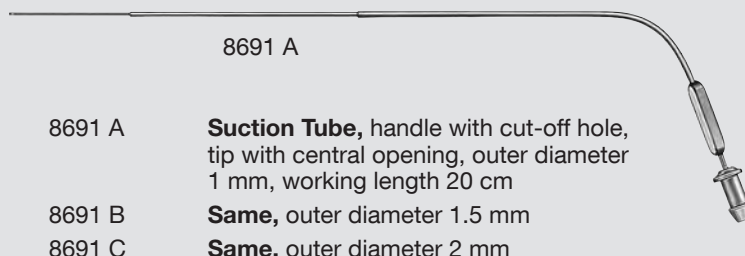 8691 A
8691 A Suction Tube, handle with cut-off hole,
tip with central opening, outer diameter
1 mm, working length 20 cm
8691 B Same, outer diameter 1.5 mm
8691 C Same, outer diameter 2 mm